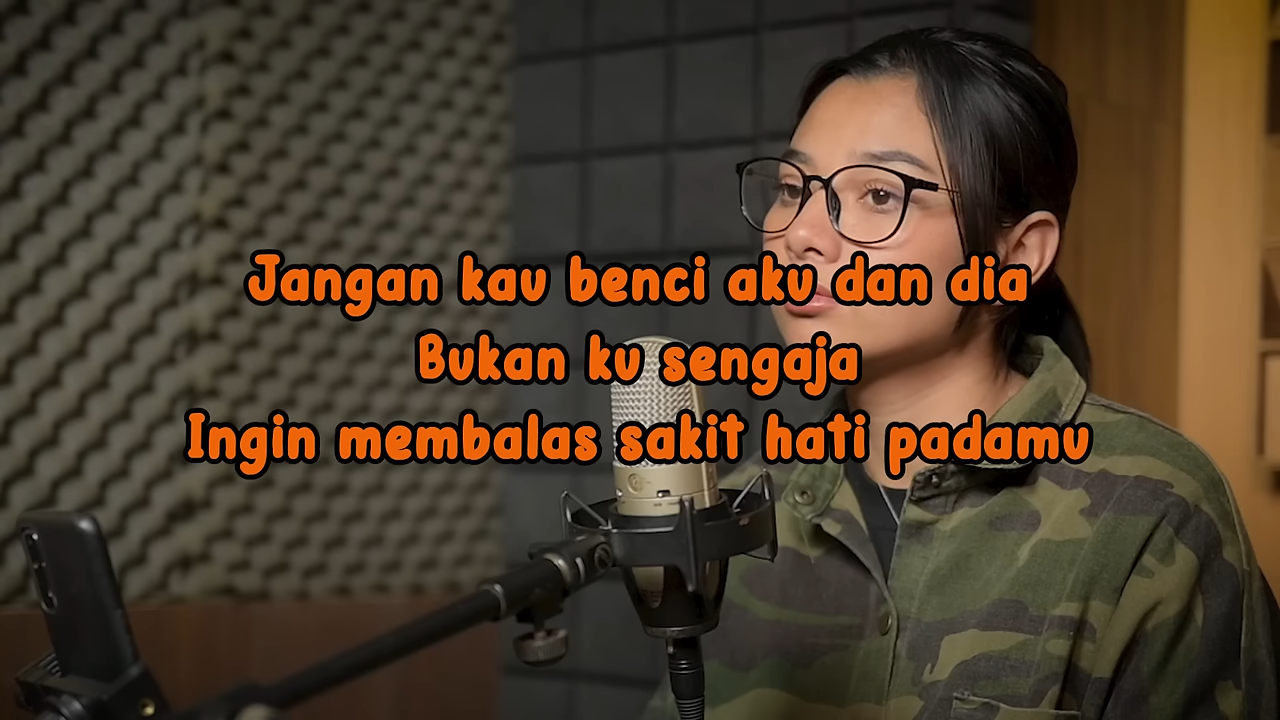 Jangan kau benci aku dan dia
Bukan ku sengaja
Ingin membalas sakit hati padamu